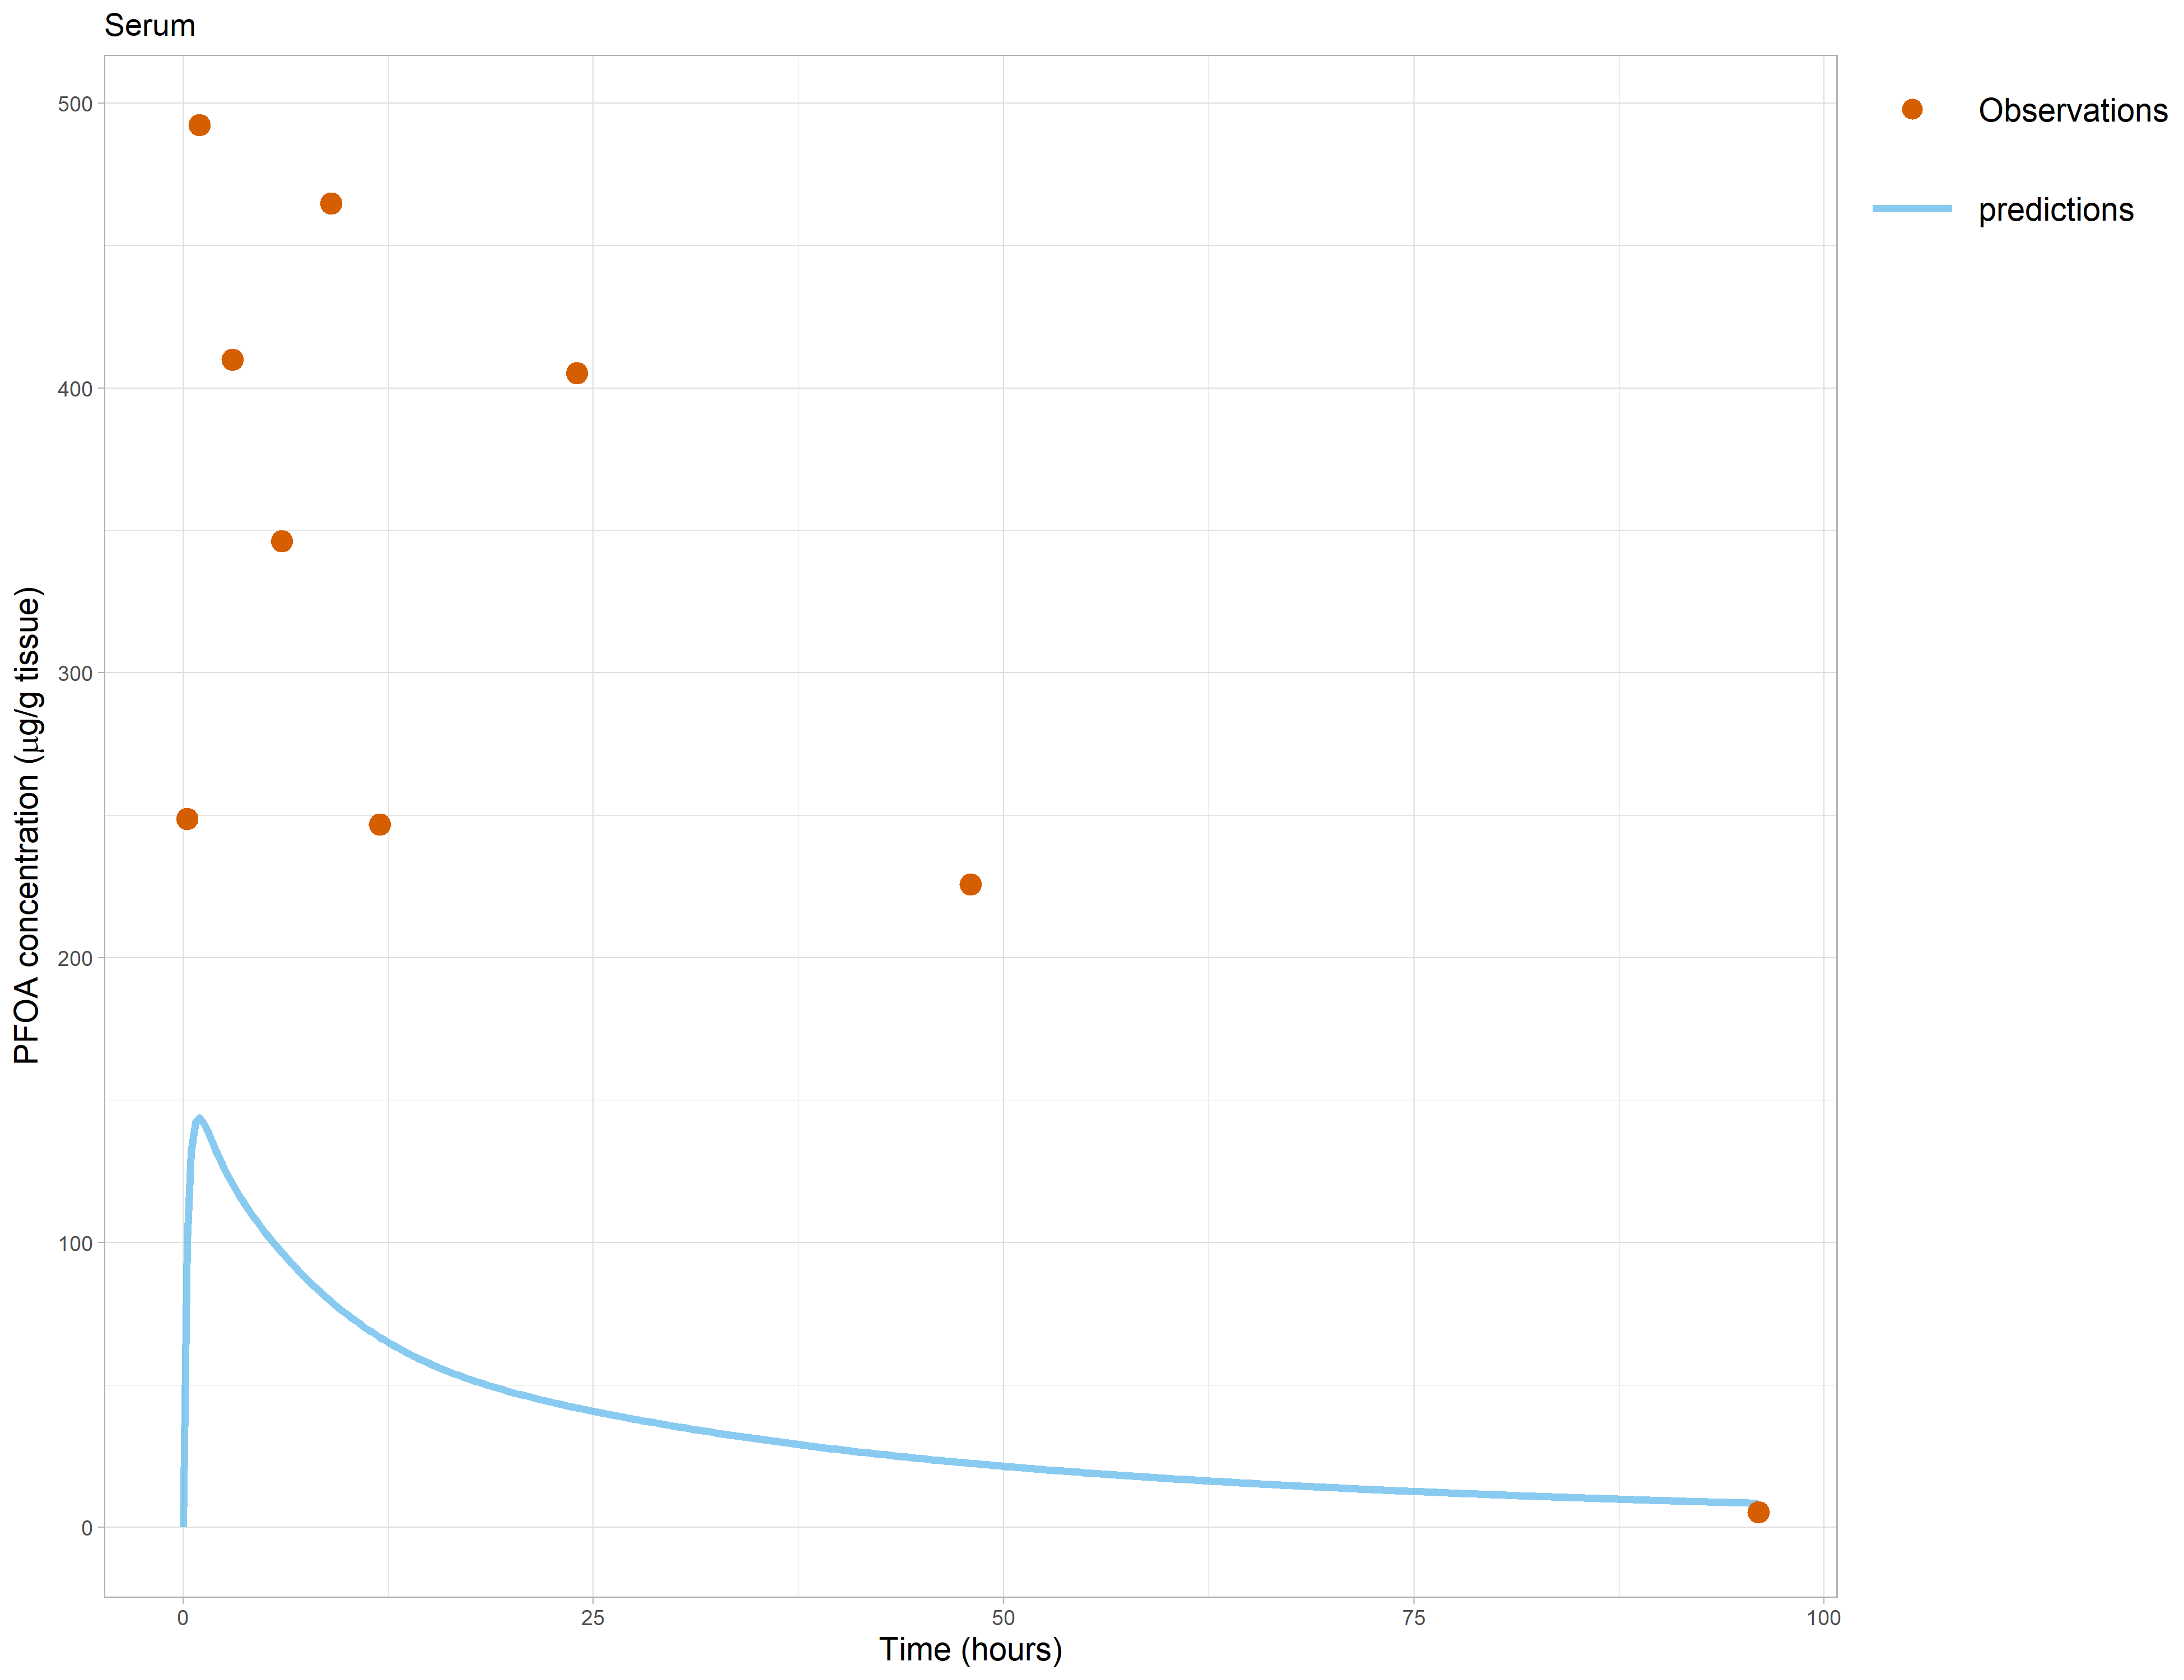 Serum
500
400
300
200
100
0
PFOA concentration (μg/g tissue)
0 25 50 75 100
Time (hours)
Observations
predictions